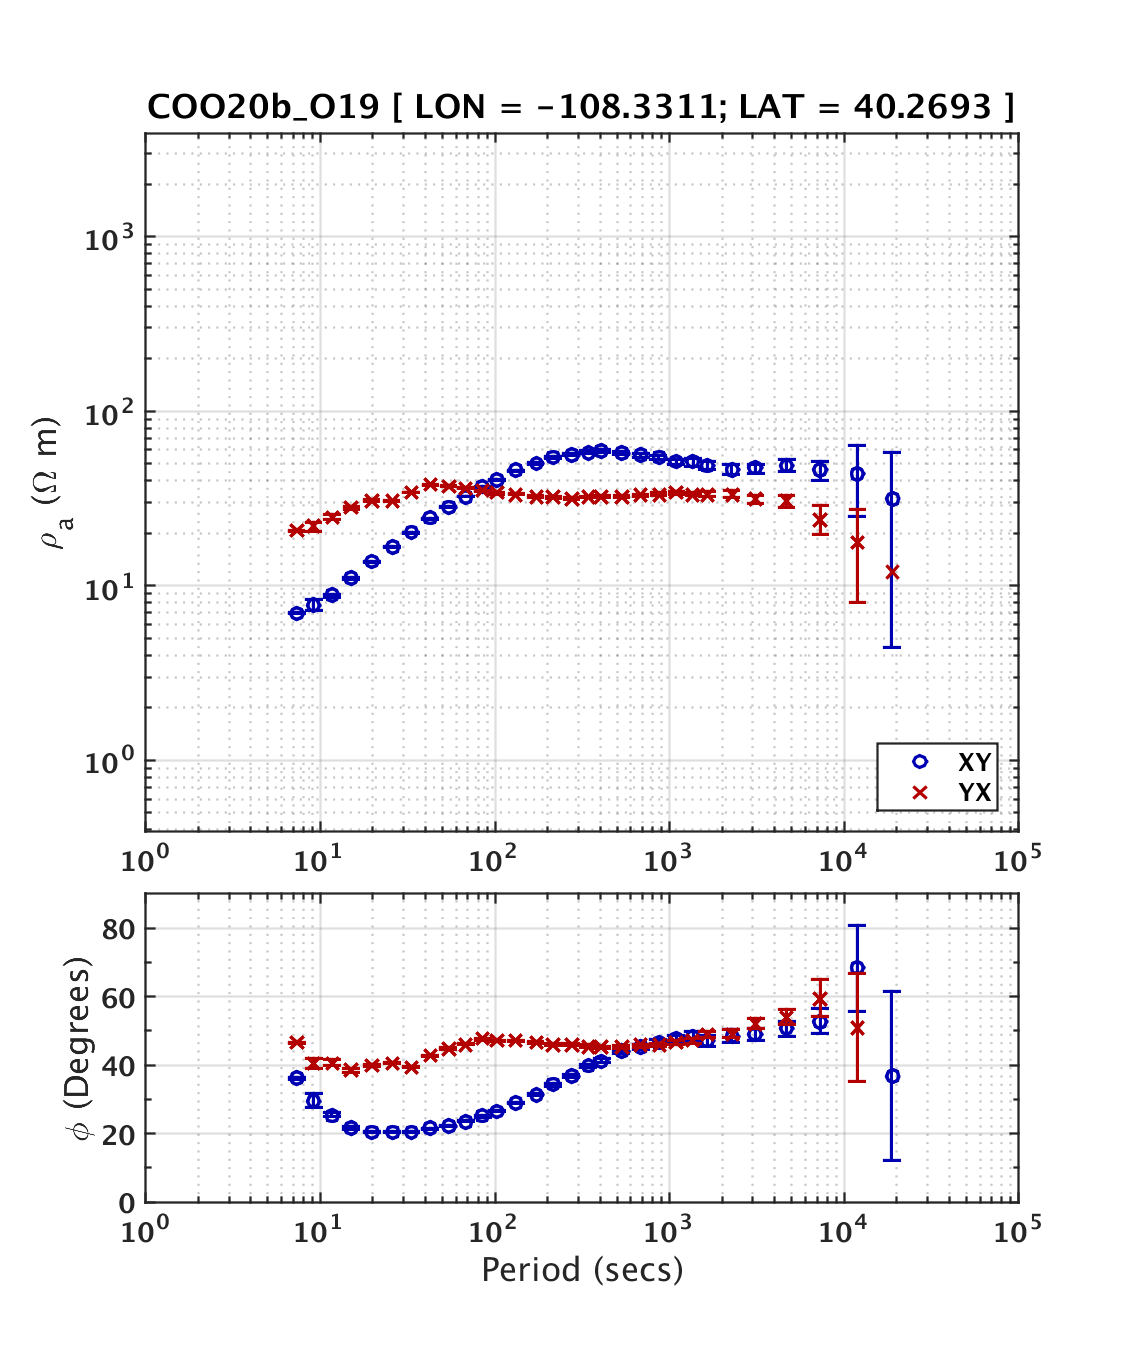 COO20b_O19 [ LON = −108.3311; LAT = 40.2693 ]
10³
10²
10¹
10⁰
ρa (Ω m)
XY
YX
10⁰ 10¹ 10² 10³ 10⁴ 10⁵
80
60
40
20
0
ϕ (Degrees)
10⁰ 10¹ 10² 10³ 10⁴ 10⁵
Period (secs)